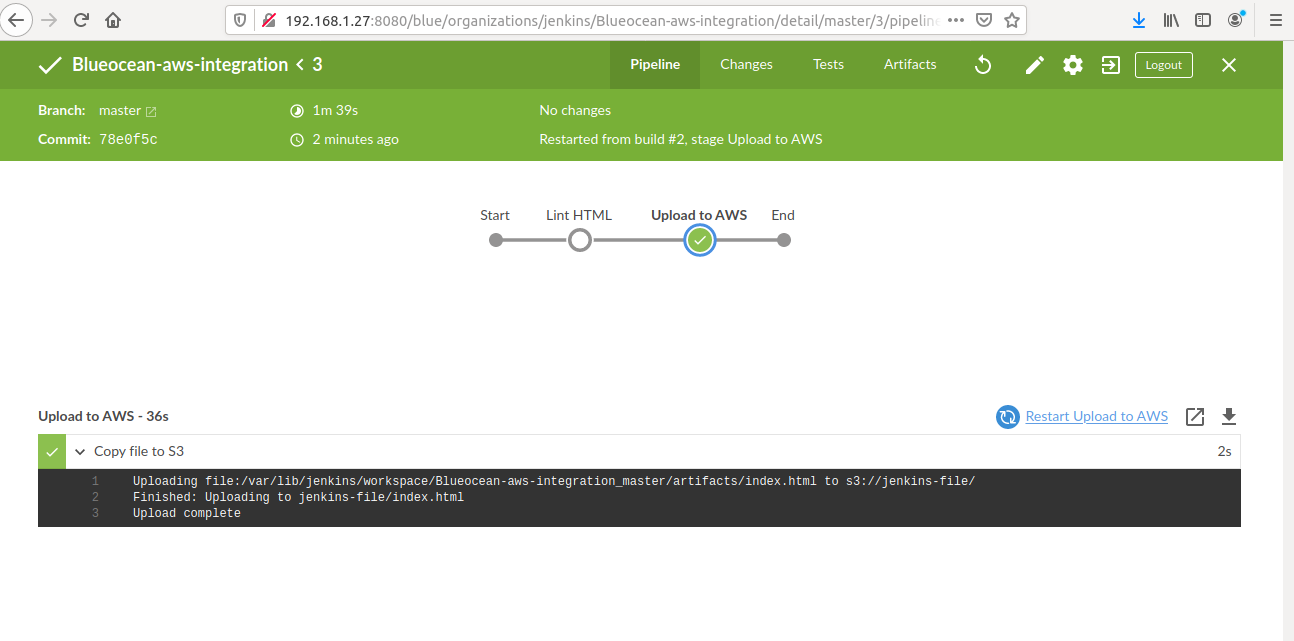 192.168.1.27:8080/blue/organizations/jenkins/Blueocean-aws-integration/detail/master/3/pipeline
Blueocean-aws-integration < 3
Pipeline
Changes
Tests
Artifacts
Logout
Branch: master
1m 39s
No changes
Commit: 78e0f5c
2 minutes ago
Restarted from build #2, stage Upload to AWS
Start
Lint HTML
Upload to AWS
End
Upload to AWS - 36s
Restart Upload to AWS
Copy file to S3
2s
1 Uploading file:/var/lib/jenkins/workspace/Blueocean-aws-integration_master/artifacts/index.html to s3://jenkins-file/
2 Finished: Uploading to jenkins-file/index.html
3 Upload complete